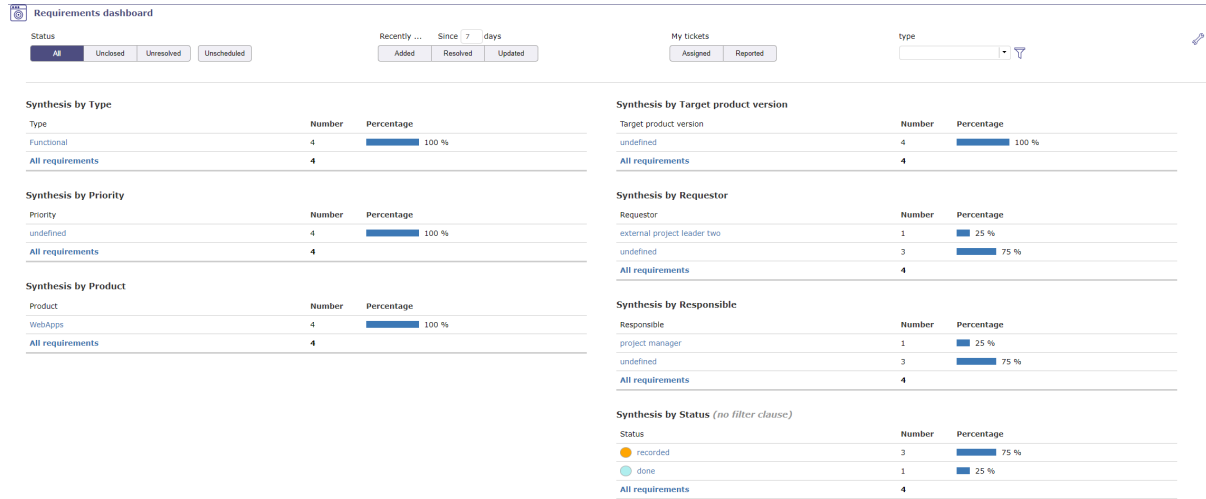 Requirements dashboard
Status
Recently ... Since 7 days
My tickets
type
All Unclosed Unresolved Unscheduled
Added Resolved Updated
Assigned Reported
Synthesis by Type
Type Number Percentage
Functional 4 100 %
All requirements 4
Synthesis by Priority
Priority Number Percentage
undefined 4 100 %
All requirements 4
Synthesis by Product
Product Number Percentage
WebApps 4 100 %
All requirements 4
Synthesis by Target product version
Target product version Number Percentage
undefined 4 100 %
All requirements 4
Synthesis by Requestor
Requestor Number Percentage
external project leader two 1 25 %
undefined 3 75 %
All requirements 4
Synthesis by Responsible
Responsible Number Percentage
project manager 1 25 %
undefined 3 75 %
All requirements 4
Synthesis by Status (no filter clause)
Status Number Percentage
recorded 3 75 %
done 1 25 %
All requirements 4